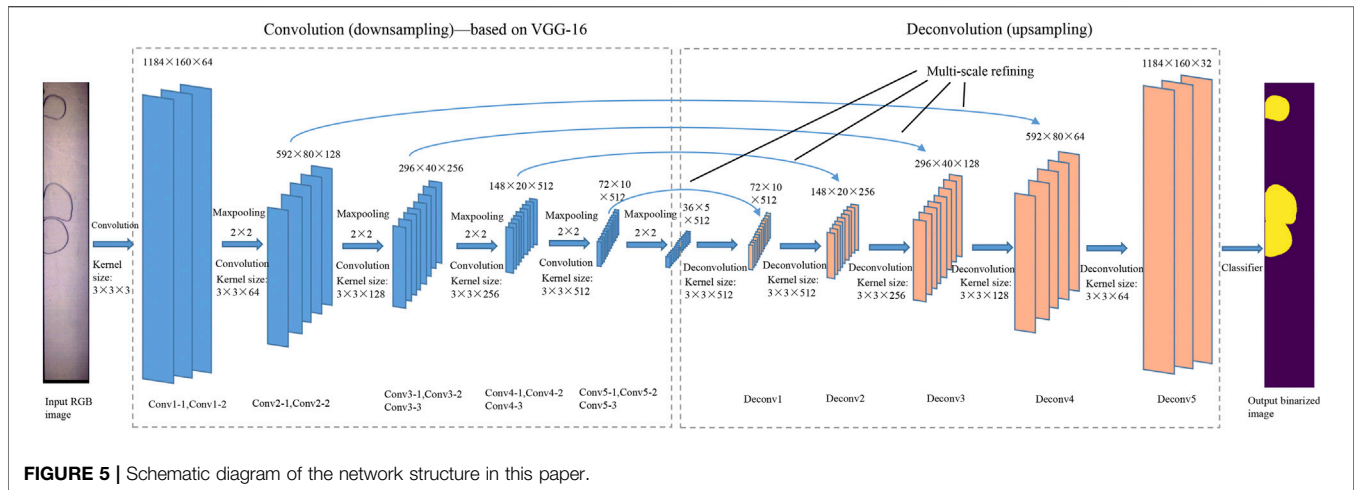 Convolution (downsampling)—based on VGG-16
Deconvolution (upsampling)
1184×160×64
592×80×128
296×40×256
148×20×512
72×10
×512
36×5
×512
72×10
×512
148×20×256
296×40×128
592×80×64
1184×160×32
Multi-scale refining
Convolution
Kernel
size:
3×3×3
Maxpooling
2×2
Convolution
Kernel size:
3×3×64
Maxpooling
2×2
Convolution
Kernel size:
3×3×128
Maxpooling
2×2
Convolution
Kernel size:
3×3×256
Maxpooling
2×2
Convolution
Kernel size:
3×3×512
Maxpooling
2×2
Deconvolution
Kernel size:
3×3×512
Deconvolution
Kernel size:
3×3×512
Deconvolution
Kernel size:
3×3×256
Deconvolution
Kernel size:
3×3×128
Deconvolution
Kernel size:
3×3×64
Classifier
Input RGB
image
Conv1-1,Conv1-2
Conv2-1,Conv2-2
Conv3-1,Conv3-2
Conv3-3
Conv4-1,Conv4-2
Conv4-3
Conv5-1,Conv5-2
Conv5-3
Deconv1
Deconv2
Deconv3
Deconv4
Deconv5
Output binarized
image
FIGURE 5 | Schematic diagram of the network structure in this paper.